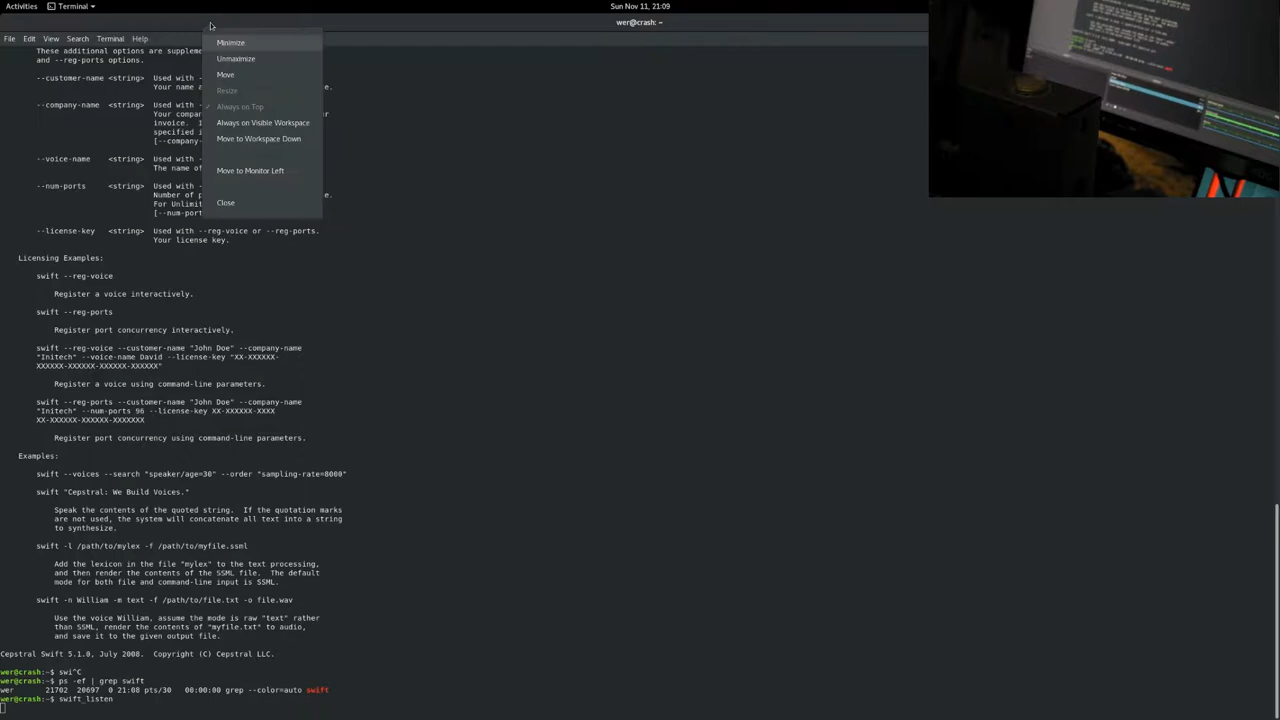 Activities Terminal Sun Nov 11, 21:09
wer@crash: ~
File Edit View Search Terminal Help
Minimize
Unmaximize
Move
Resize
Always on Top
Always on Visible Workspace
Move to Workspace Down
Move to Monitor Left
Close
These additional options are
and --reg-ports options.
--customer-name <string> Used with
Your name
--company-name <string> Used with
Your
invoice.
specified
[--company-
--voice-name <string> Used with
The name of
--num-ports <string> Used with
Number of
For
[--num-
--license-key <string> Used with --reg-voice or --reg-ports.
Your license key.
Licensing Examples:
swift --reg-voice
Register a voice interactively.
swift --reg-ports
Register port concurrency interactively.
swift --reg-voice --customer-name "John Doe" --company-name
"Initech" --voice-name David --license-key "XX-XXXXXX-
XXXXXX-XXXXXX-XXXXXX-XXXXXX"
Register a voice using command-line parameters.
swift --reg-ports --customer-name "John Doe" --company-name
"Initech" --num-ports 96 --license-key XX-XXXXXX-XXXX
XX-XXXXXX-XXXXXX-XXXXXXX
Register port concurrency using command-line parameters.
Examples:
swift --voices --search "speaker/age=30" --order "sampling-rate=8000"
swift "Cepstral: We Build Voices."
Speak the contents of the quoted string. If the quotation marks
are not used, the system will concatenate all text into a string
to synthesize.
swift -l /path/to/mylex -f /path/to/myfile.ssml
Add the lexicon in the file "mylex" to the text processing,
and then render the contents of the SSML file. The default
mode for both file and command-line input is SSML.
swift -n William -m text -f /path/to/file.txt -o file.wav
Use the voice William, assume the mode is raw "text" rather
than SSML, render the contents of "myfile.txt" to audio,
and save it to the given output file.
Cepstral Swift 5.1.0, July 2008. Copyright (C) Cepstral LLC.
wer@crash:~$ swi^C
wer@crash:~$ ps -ef | grep swift
wer 21702 20697 0 21:08 pts/30 00:00:00 grep --color=auto swift
wer@crash:~$ swift_listen